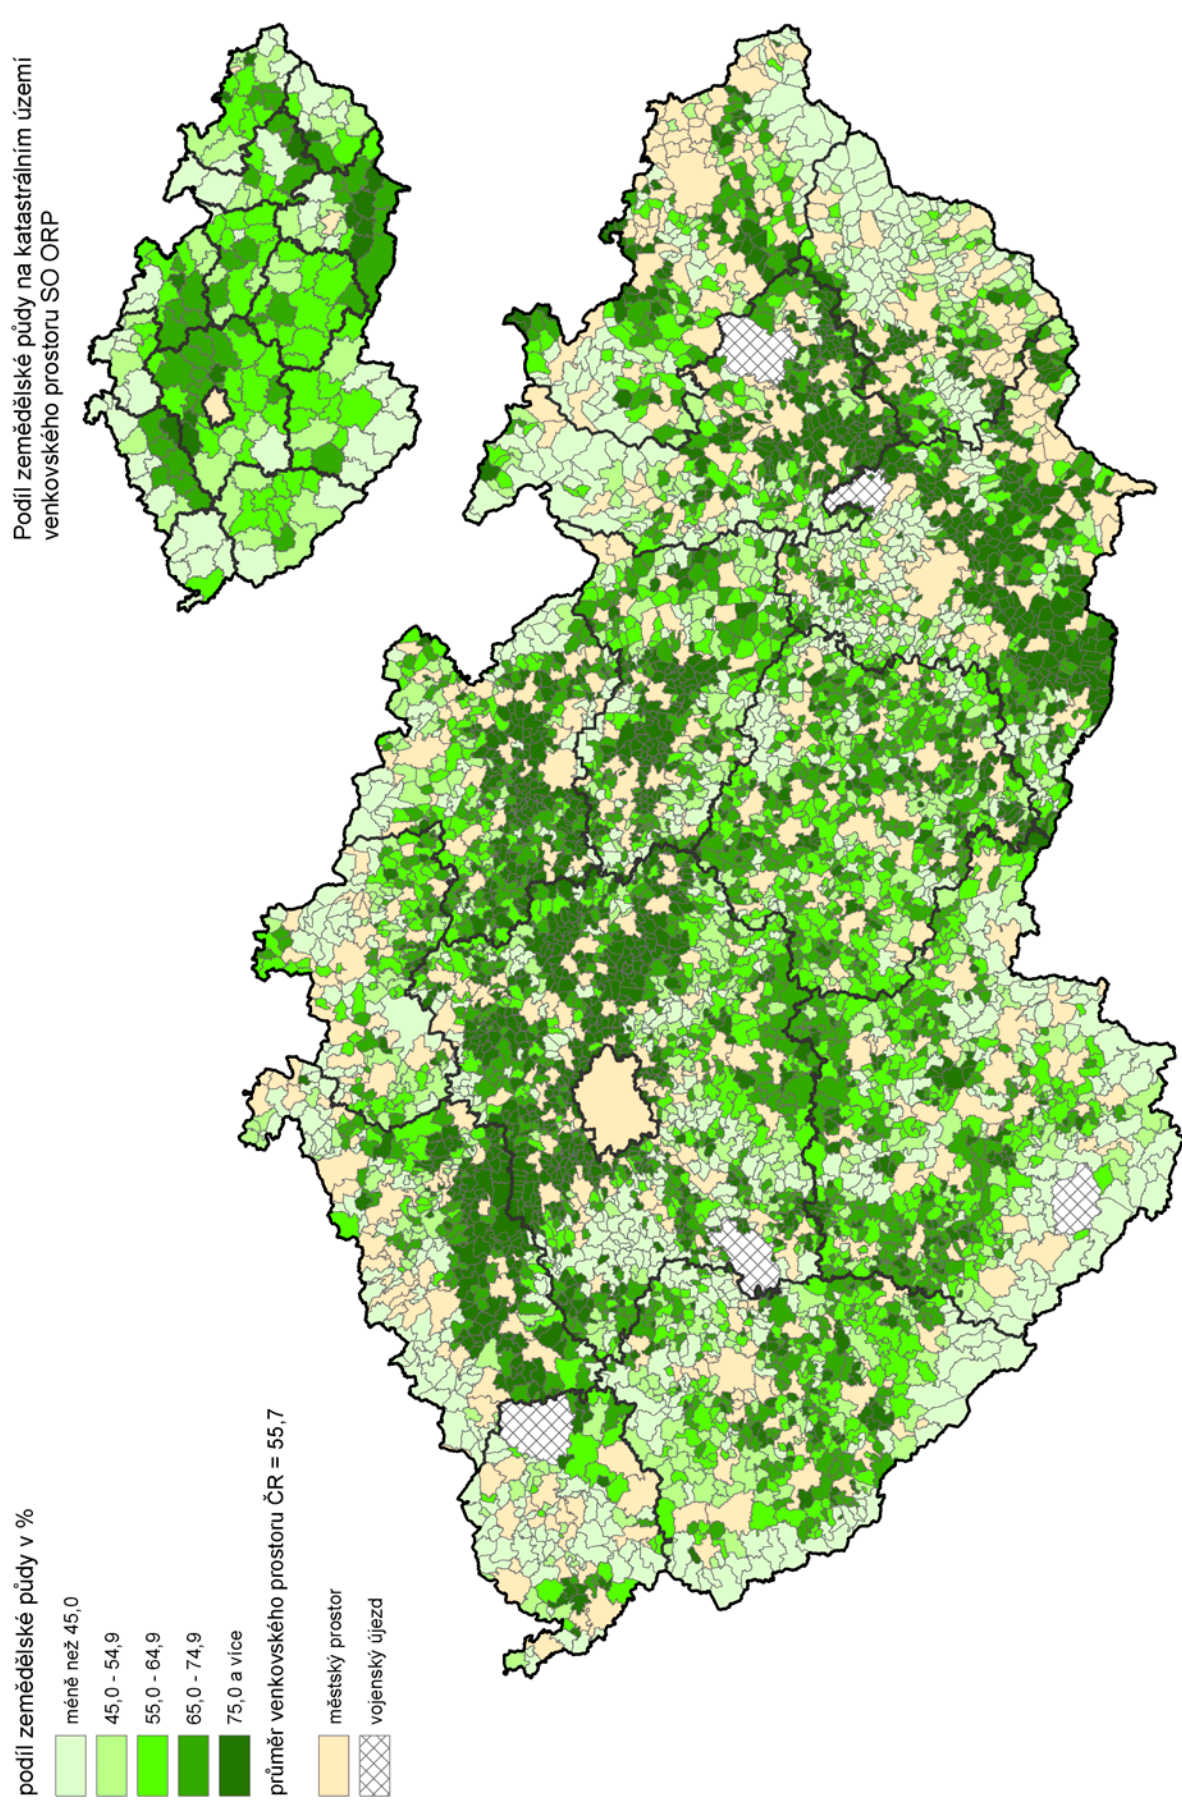 Podíl zemědělské půdy na katastrálním území
venkovského prostoru SO ORP
podíl zemědělské půdy v %
méně než 45,0
45,0 - 54,9
55,0 - 64,9
65,0 - 74,9
75,0 a více
průměr venkovského prostoru ČR = 55,7
městský prostor
vojenský újezd